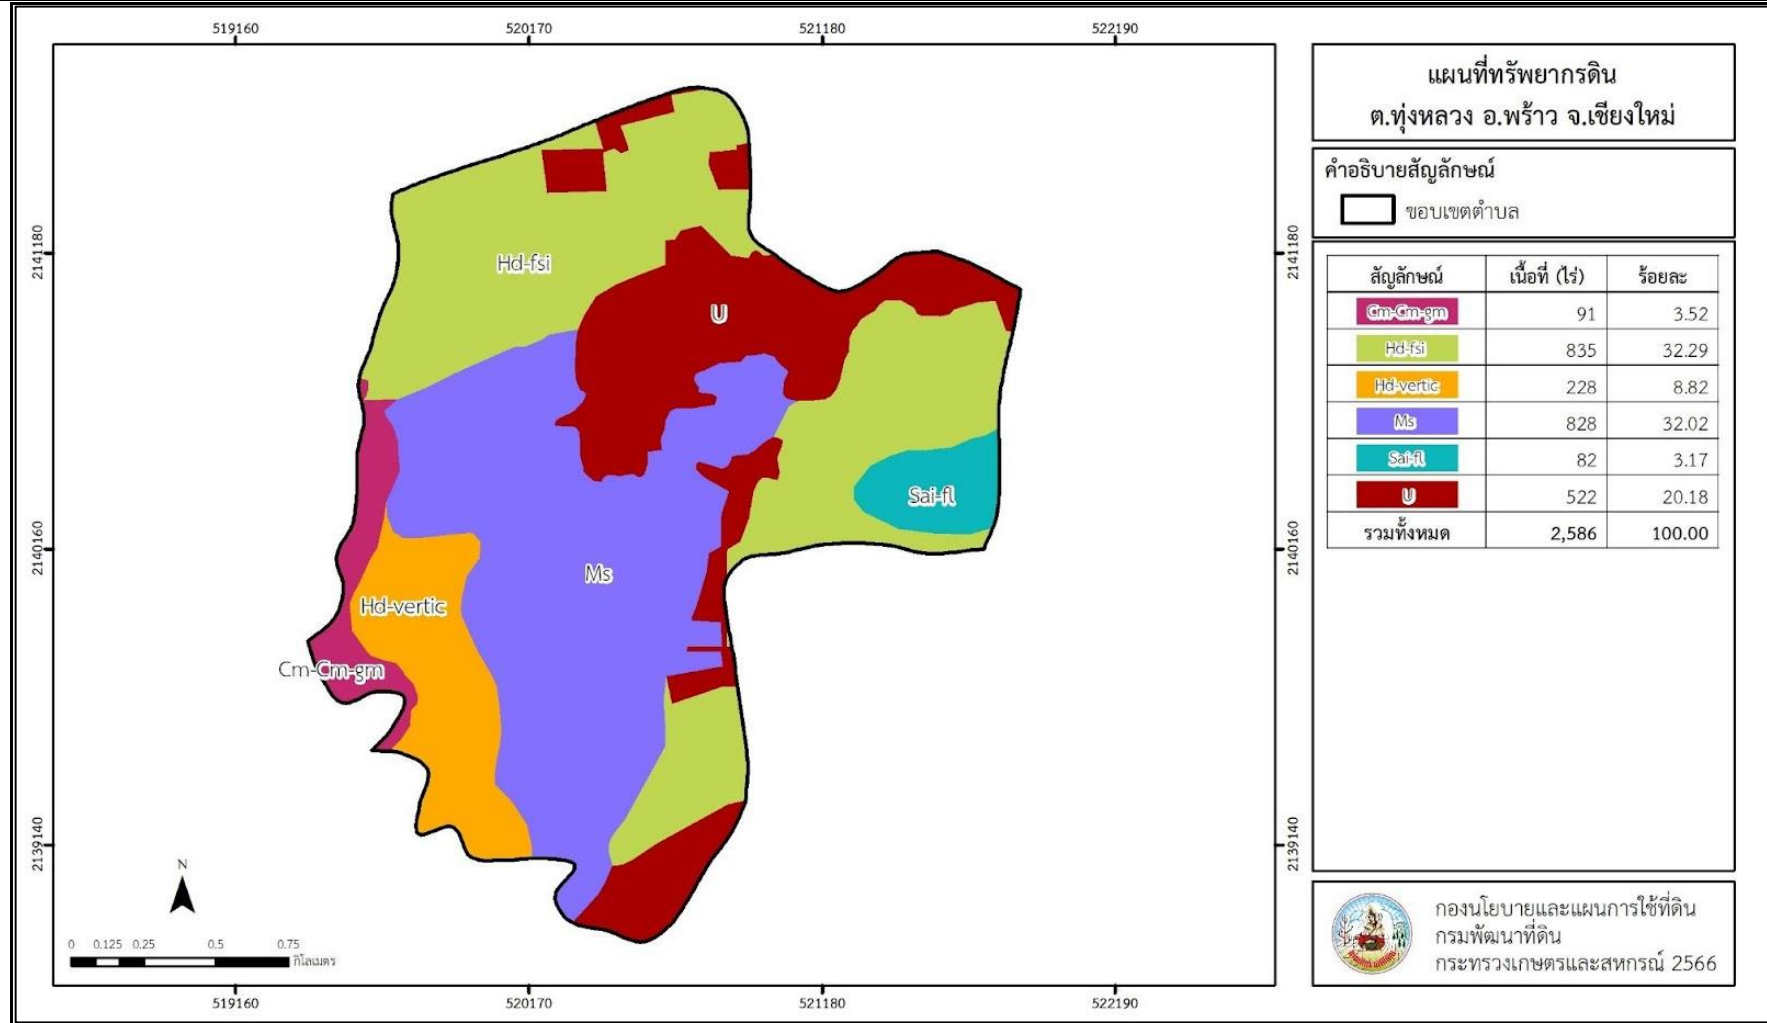 519160 520170 521180 522190
แผนที่ทรัพยากรดิน
ต.ทุ่งหลวง อ.พร้าว จ.เชียงใหม่
คำอธิบายสัญลักษณ์
ขอบเขตตำบล
2141180 2141180
สัญลักษณ์ เนื้อที่ (ไร่) ร้อยละ
Cm-Cm-gm 91 3.52
Hd-fsi 835 32.29
Hd-vertic 228 8.82
Ms 828 32.02
Sai-fl 82 3.17
U 522 20.18
รวมทั้งหมด 2,586 100.00
Hd-fsi
U
Sai-fl
2140160 2140160
Ms
Hd-vertic
Cm-Cm-gm
2139140 2139140
N
0 0.125 0.25 0.5 0.75
กิโลเมตร
กองนโยบายและแผนการใช้ที่ดิน
กรมพัฒนาที่ดิน
กระทรวงเกษตรและสหกรณ์ 2566
519160 520170 521180 522190